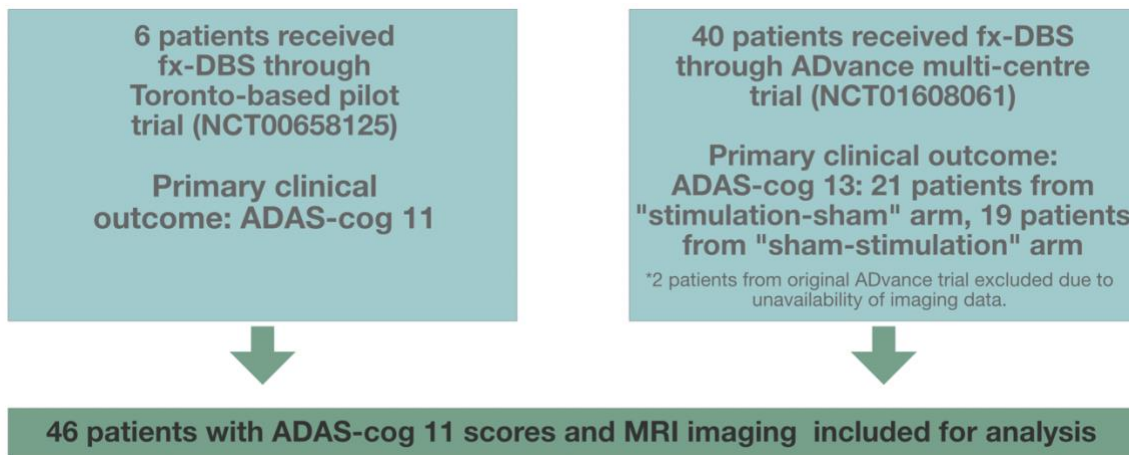 6 patients received
fx-DBS through
Toronto-based pilot
trial (NCT00658125)
Primary clinical
outcome: ADAS-cog 11
40 patients received fx-DBS
through ADvance multi-centre
trial (NCT01608061)
Primary clinical outcome:
ADAS-cog 13: 21 patients from
"stimulation-sham" arm, 19 patients
from "sham-stimulation" arm
*2 patients from original ADvance trial excluded due to
unavailability of imaging data.
46 patients with ADAS-cog 11 scores and MRI imaging included for analysis